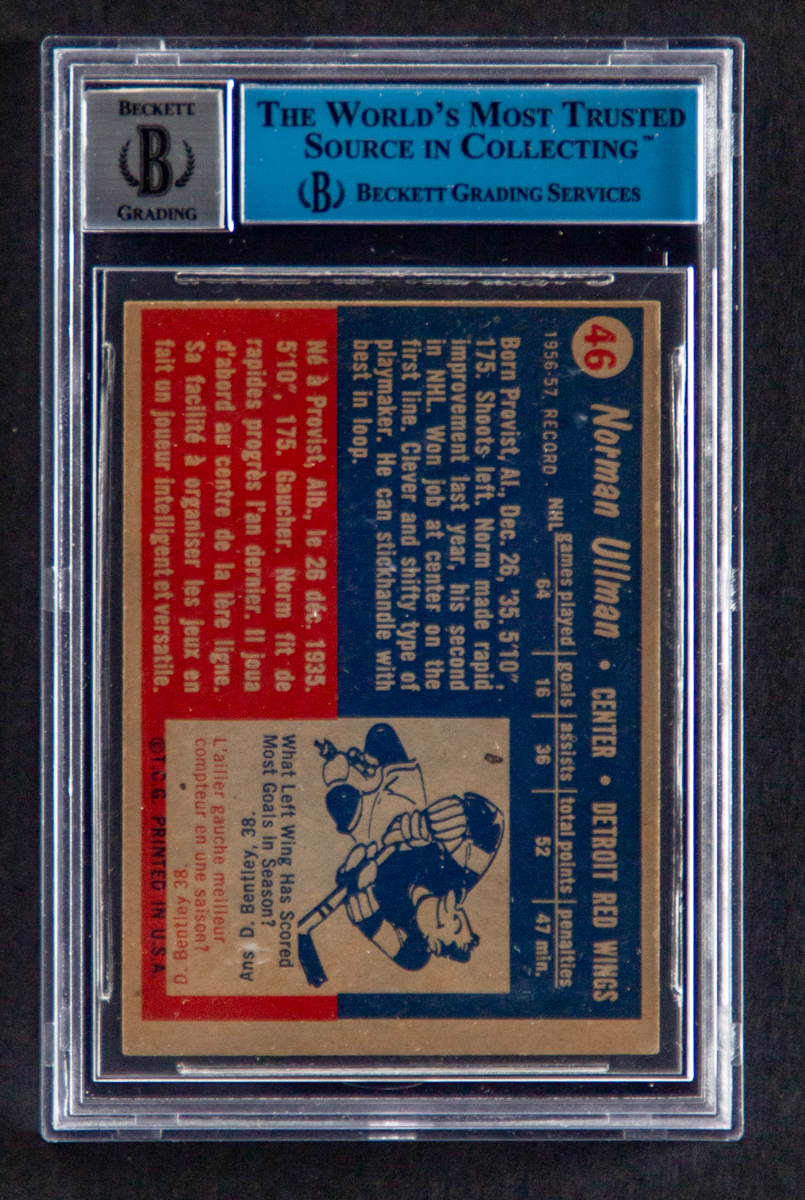 BECKETT
B
GRADING
THE WORLD'S MOST TRUSTED
SOURCE IN COLLECTING™
B BECKETT GRADING SERVICES
46 Norman Ullman • CENTER • DETROIT RED WINGS
1956-57 RECORD NHL games played goals assists total points penalties
64 16 36 52 47 min.
Born Provist, Al., Dec. 26, '35. 5'10",
175. Shoots left. Norm made rapid
improvement last year, his second
in NHL. Won job at center on the
first line. Clever and shifty type of
playmaker. He can stickhandle with
best in loop.
Né à Provist, Alb., le 26 déc. 1935.
5'10", 175. Gaucher. Norm fit de
rapides progrès l'an dernier. Il joua
d'abord au centre de la ière ligne.
Sa facilité à organiser les jeux en
fait un joueur intelligent et versatile.
What Left Wing Has Scored
Most Goals in Season?
Ans D. Bentley, 38.
L'ailier gauche meilleur
compteur en une saison?
D. Bentley 38.
©T.C.G. PRINTED IN U.S.A.